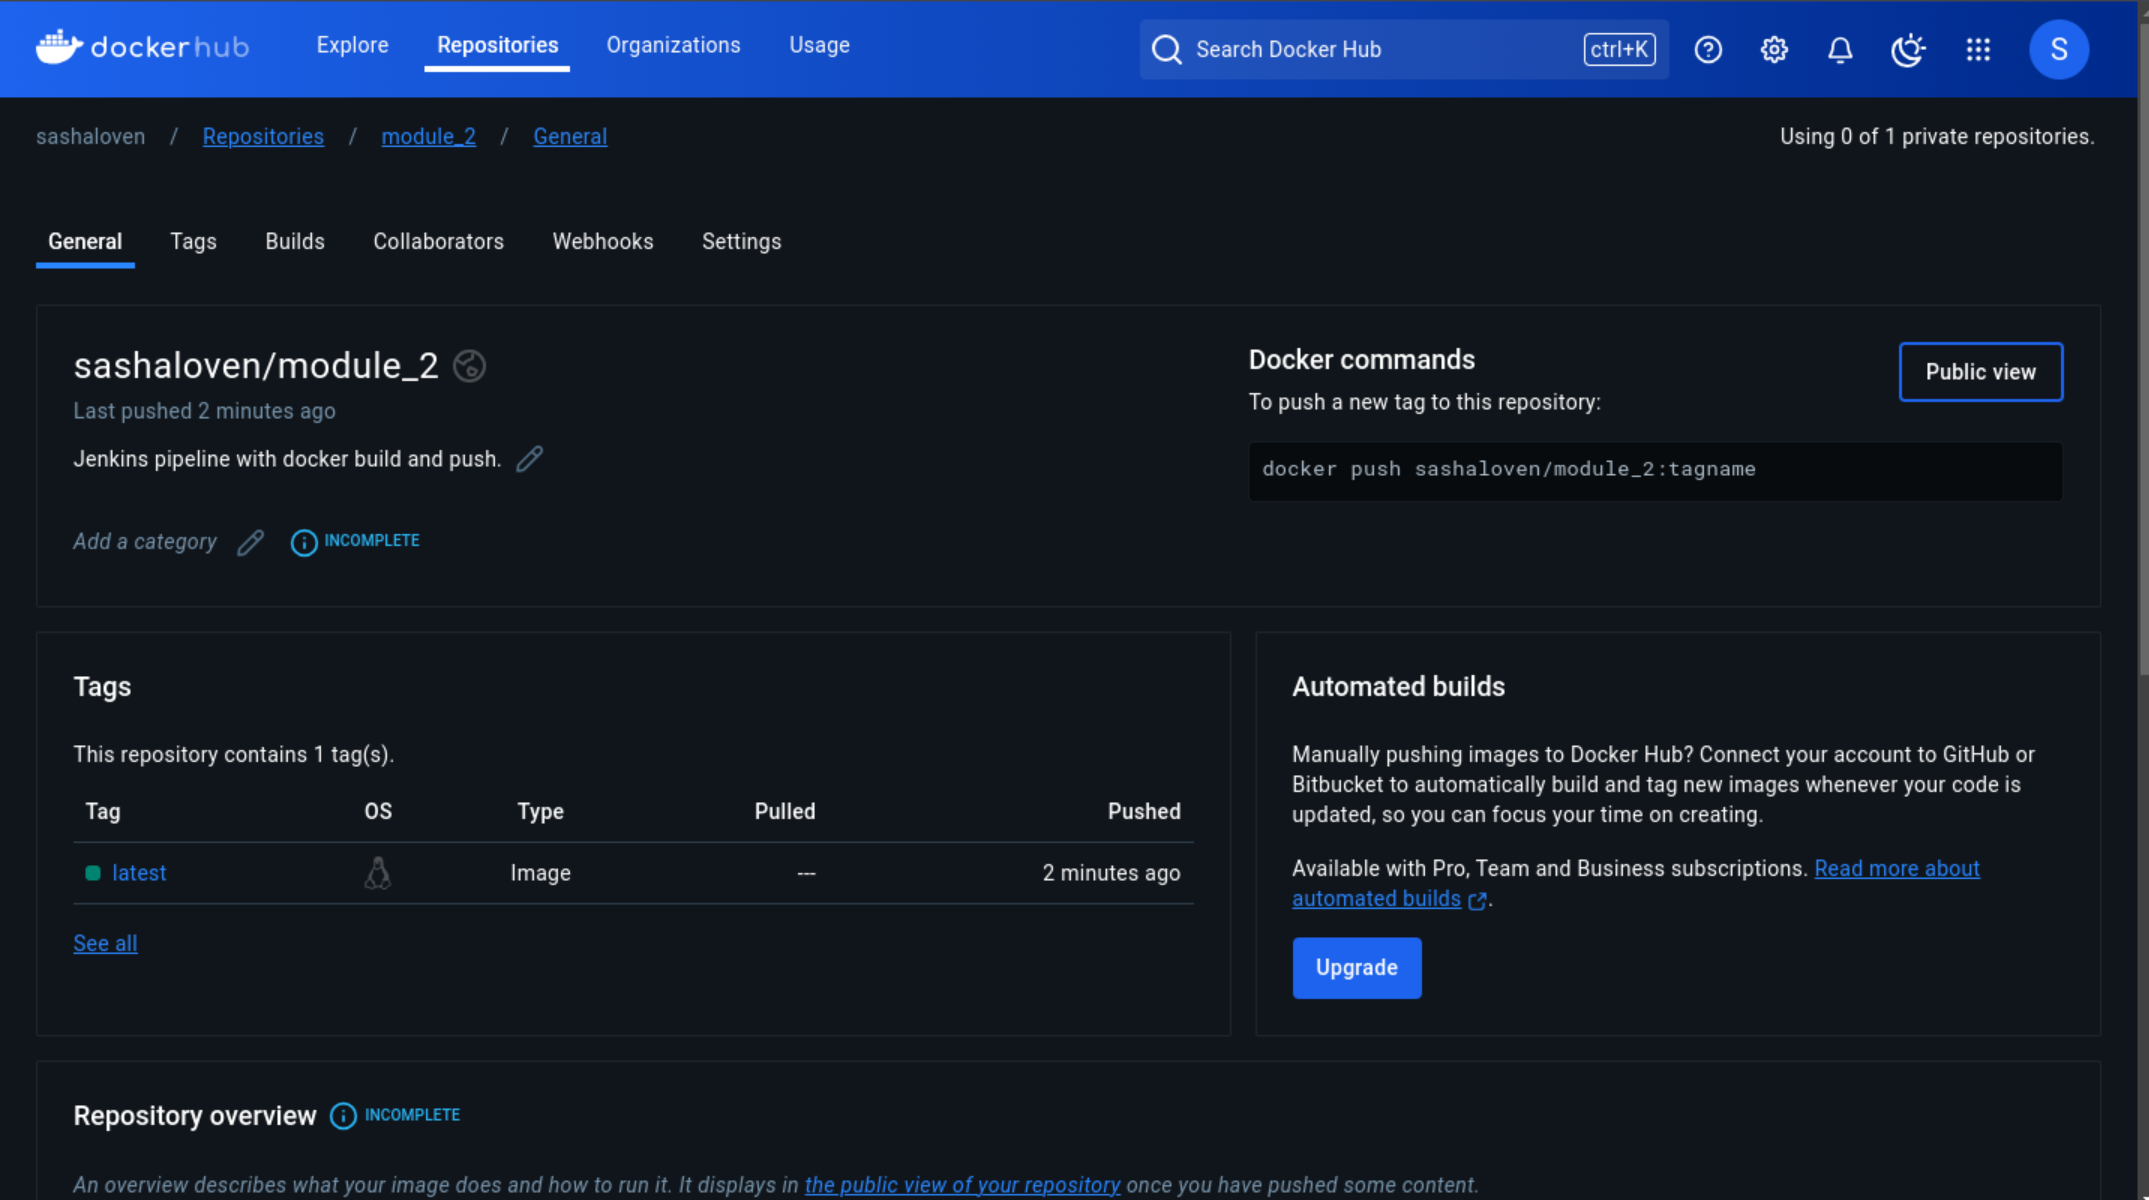 dockerhub Explore Repositories Organizations Usage Search Docker Hub ctrl+K S
sashaloven / Repositories / module_2 / General Using 0 of 1 private repositories.
General Tags Builds Collaborators Webhooks Settings
sashaloven/module_2
Last pushed 2 minutes ago
Jenkins pipeline with docker build and push.
Add a category INCOMPLETE
Docker commands
Public view
To push a new tag to this repository:
docker push sashaloven/module_2:tagname
Tags
This repository contains 1 tag(s).
Tag OS Type Pulled Pushed
latest Image --- 2 minutes ago
See all
Automated builds
Manually pushing images to Docker Hub? Connect your account to GitHub or
Bitbucket to automatically build and tag new images whenever your code is
updated, so you can focus your time on creating.
Available with Pro, Team and Business subscriptions. Read more about
automated builds .
Upgrade
Repository overview INCOMPLETE
An overview describes what your image does and how to run it. It displays in the public view of your repository once you have pushed some content.